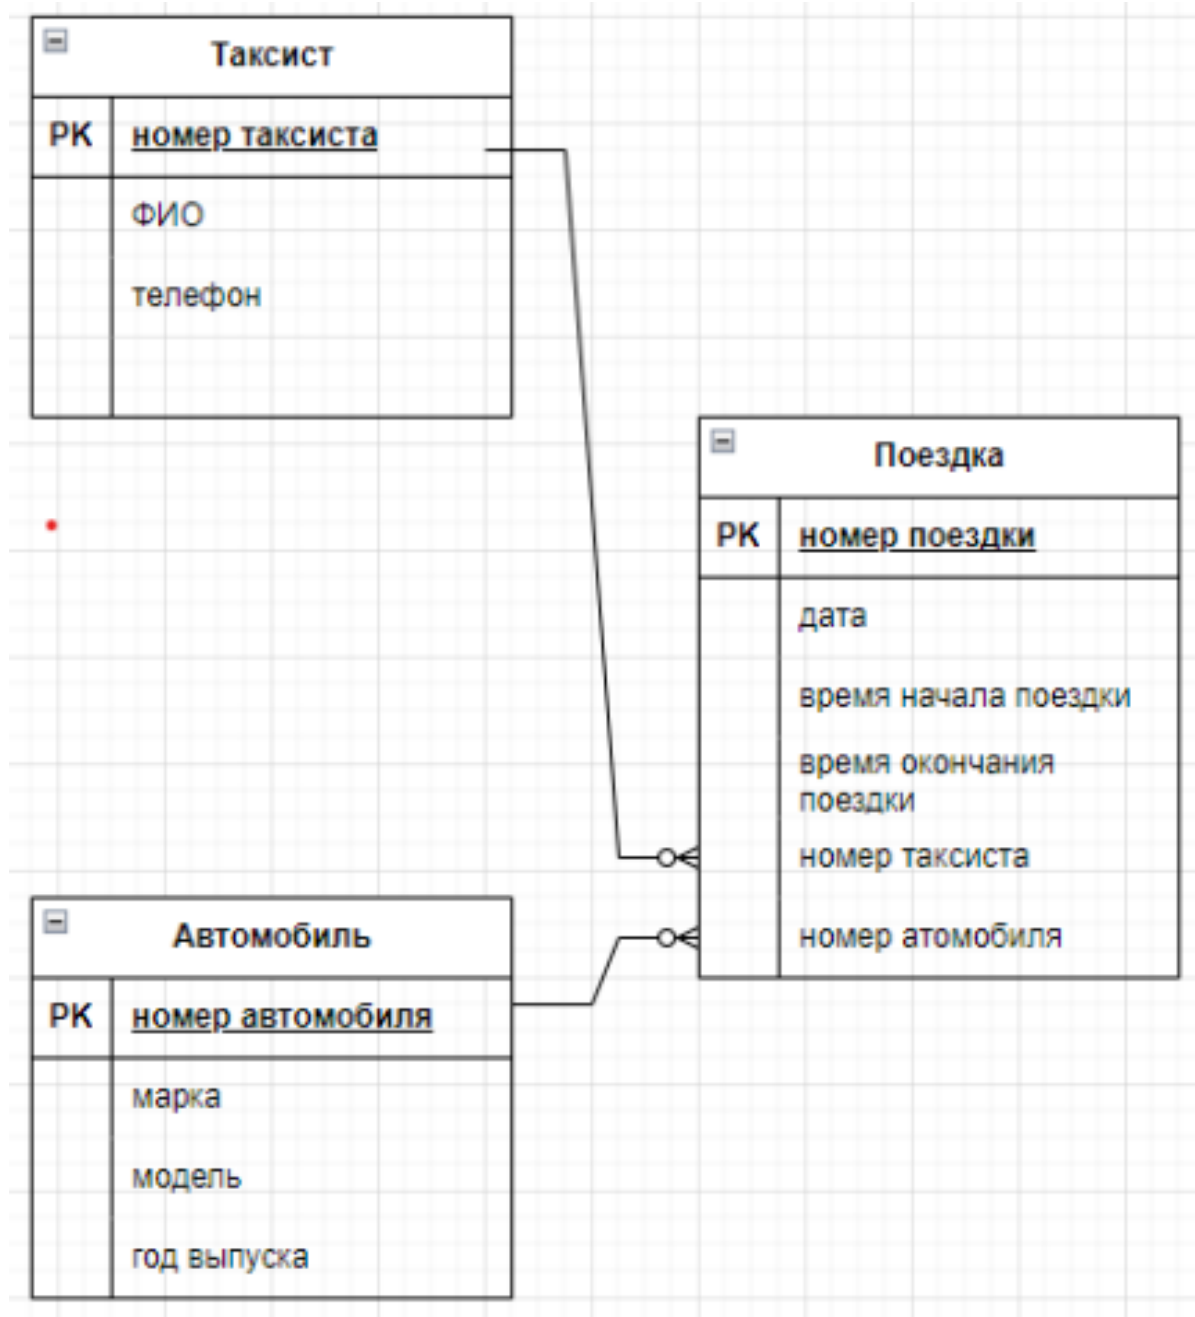 Таксист
PK номер таксиста
ФИО
телефон
Поездка
PK номер поездки
дата
время начала поездки
время окончания
поездки
номер таксиста
номер атомобиля
Автомобиль
PK номер автомобиля
марка
модель
год выпуска